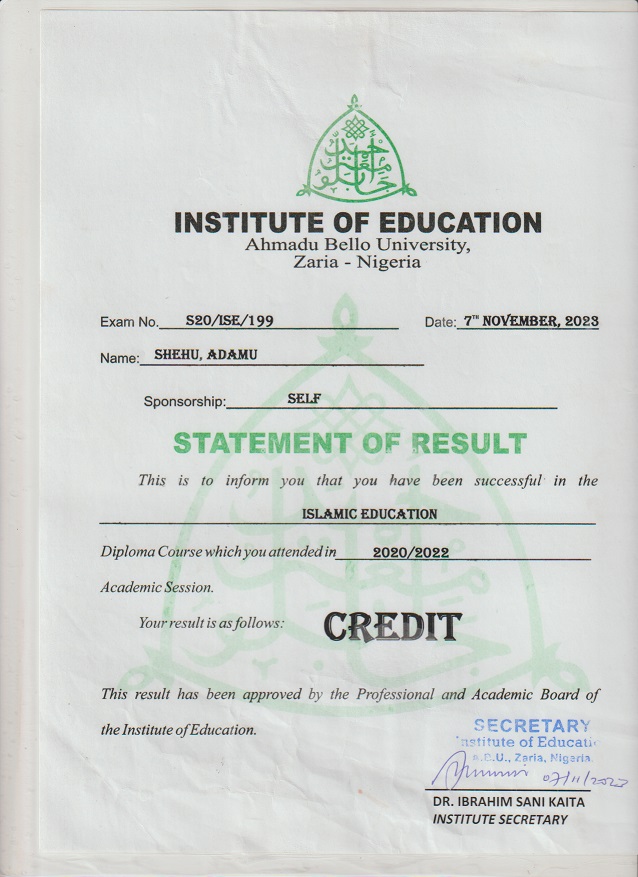 INSTITUTE OF EDUCATION
Ahmadu Bello University,
Zaria - Nigeria
Exam No. S20/ISE/199 Date: 7TH NOVEMBER, 2023
Name: SHEHU, ADAMU
Sponsorship: SELF
STATEMENT OF RESULT
This is to inform you that you have been successful in the
ISLAMIC EDUCATION
Diploma Course which you attended in 2020/2022
Academic Session.
Your result is as follows: CREDIT
This result has been approved by the Professional and Academic Board of
the Institute of Education.
SECRETARY
Institute of Educati
A.B.U., Zaria, Nigeria.
07/11/2023
DR. IBRAHIM SANI KAITA
INSTITUTE SECRETARY